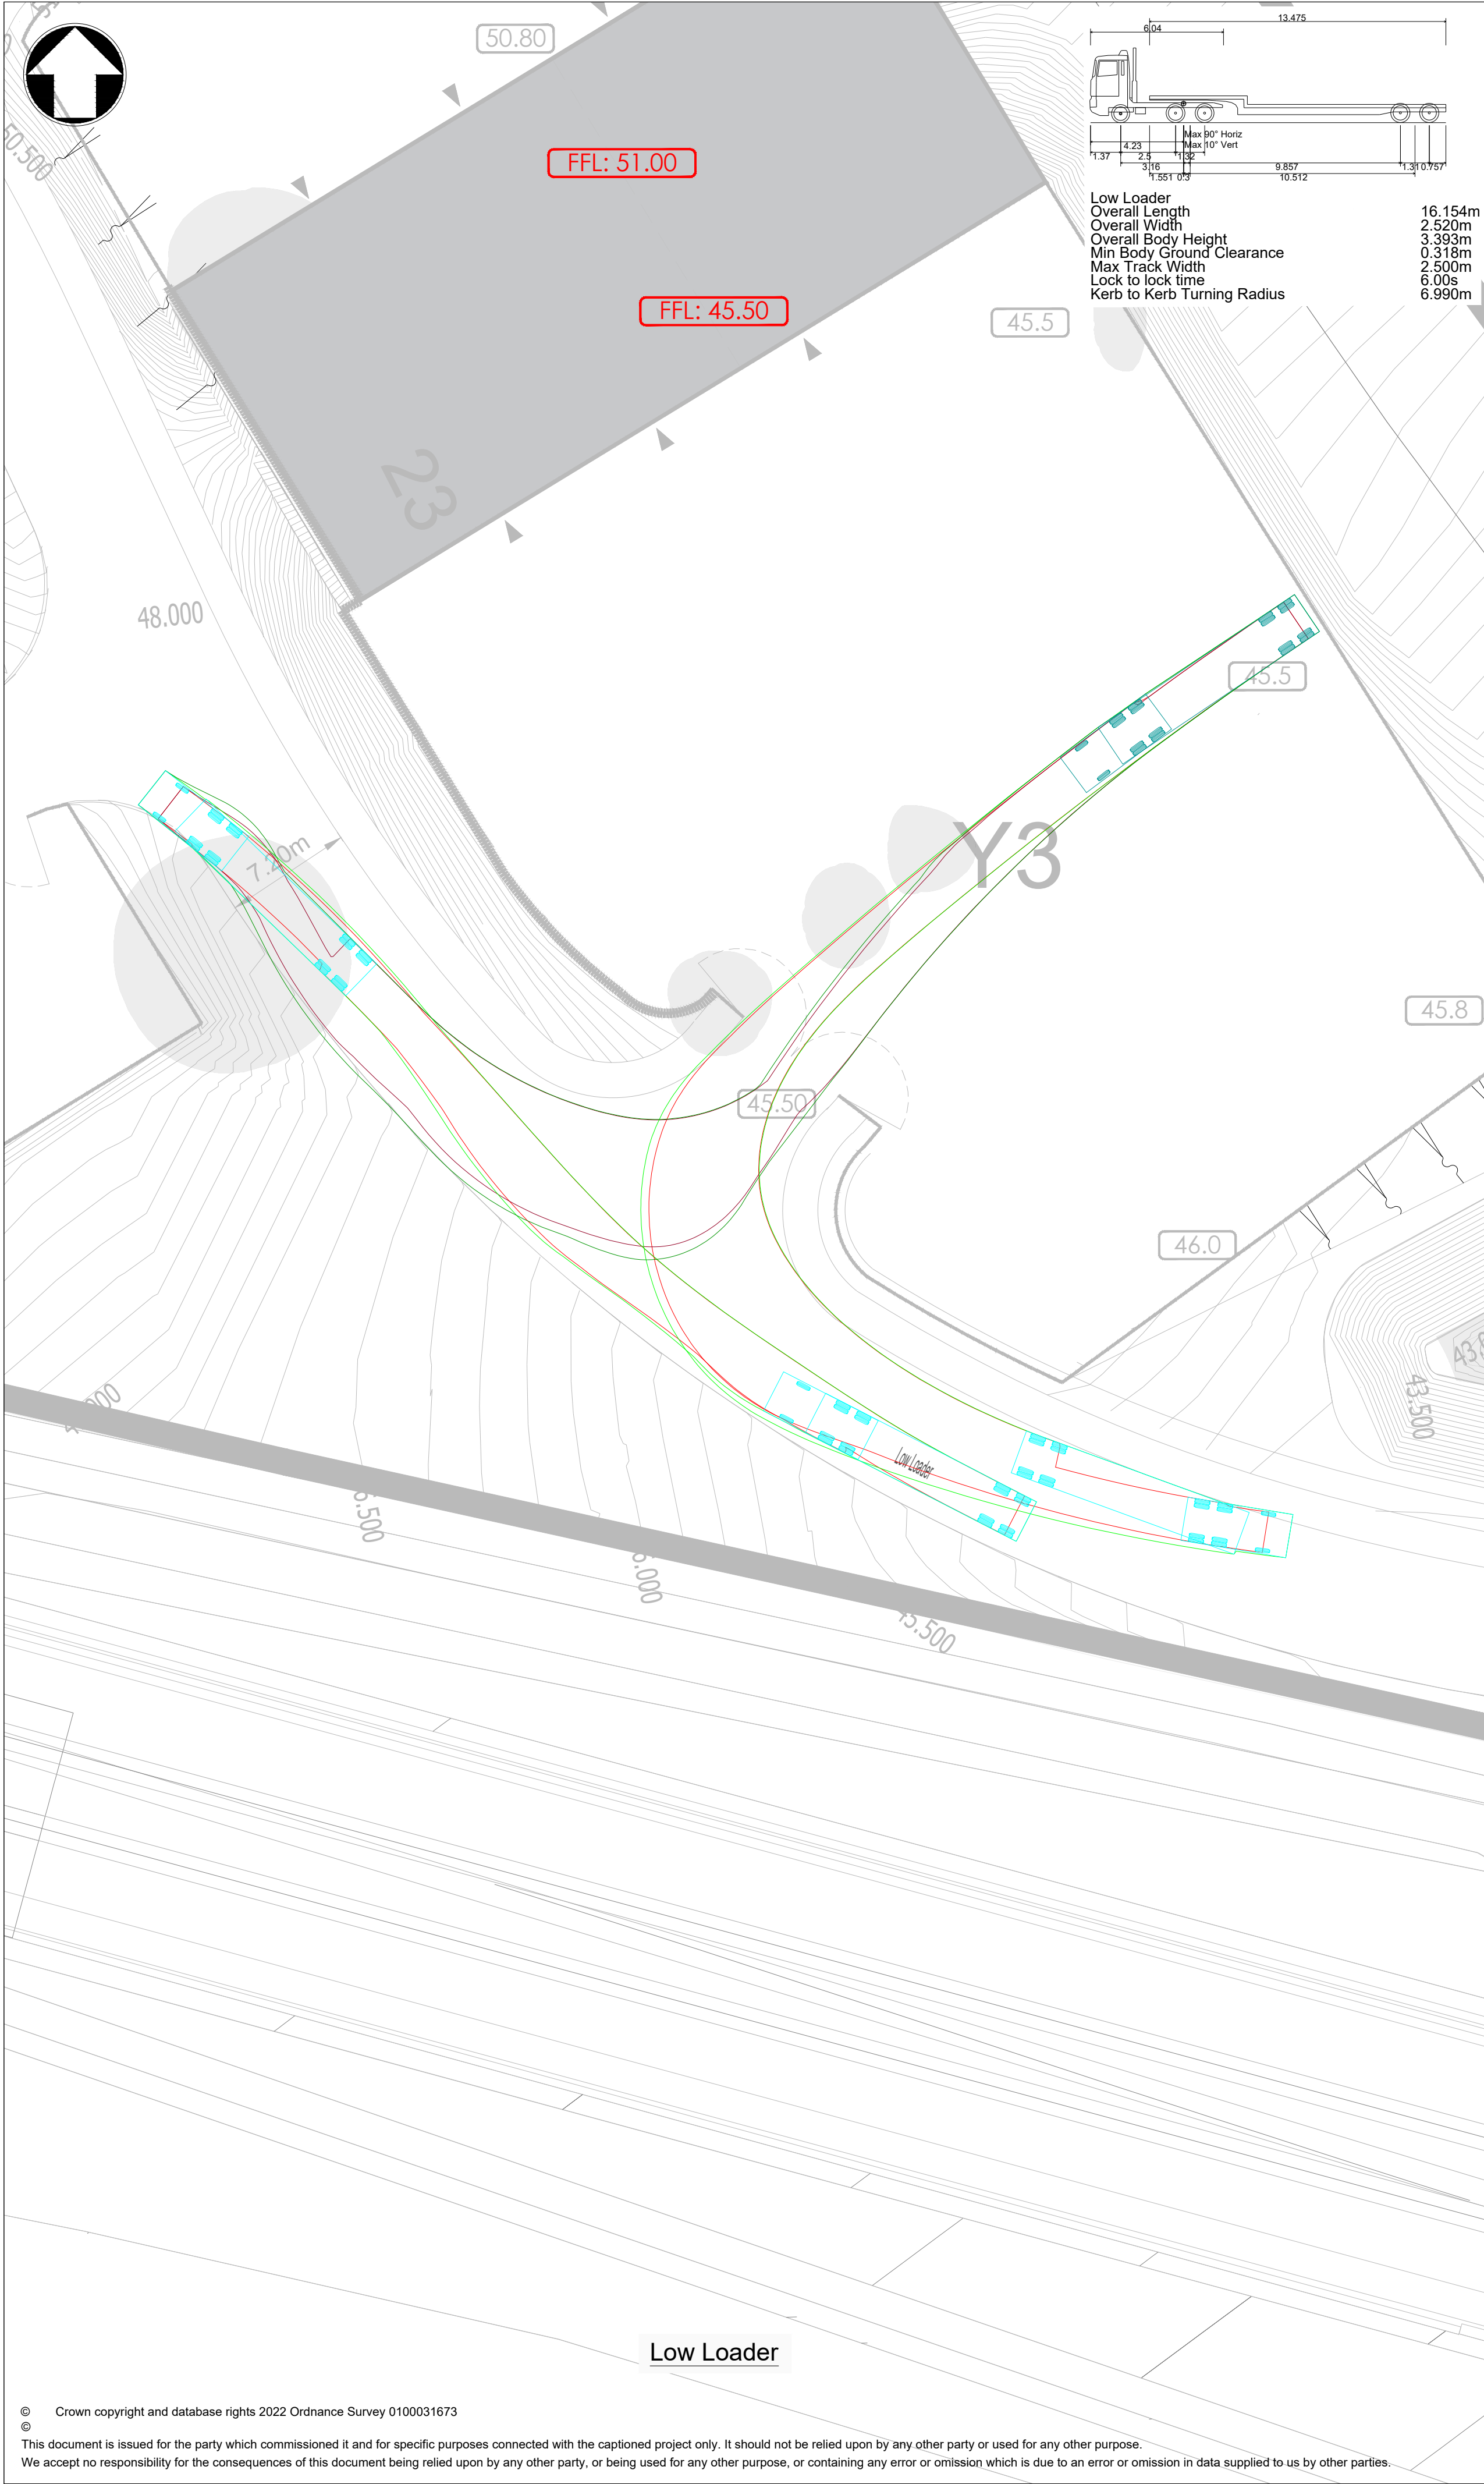 50.80
50.500
FFL: 51.00
FFL: 45.50
45.5
23
48.000
7.20m
45.5
Y3
45.8
45.50
46.0
43.500
Low Loader
45.500
13.475
6.04
Max 90° Horiz
Max 10° Vert
4.23
1.37
2.5
1.32
3.16
9.857
1.31
0.757
1.551
0.3
10.512
Low Loader
Overall Length 16.154m
Overall Width 2.520m
Overall Body Height 3.393m
Min Body Ground Clearance 0.318m
Max Track Width 2.500m
Lock to lock time 6.00s
Kerb to Kerb Turning Radius 6.990m
Low Loader
© Crown copyright and database rights 2022 Ordnance Survey 0100031673
©
This document is issued for the party which commissioned it and for specific purposes connected with the captioned project only. It should not be relied upon by any other party or used for any other purpose.
We accept no responsibility for the consequences of this document being relied upon by any other party, or being used for any other purpose, or containing any error or omission which is due to an error or omission in data supplied to us by other parties.